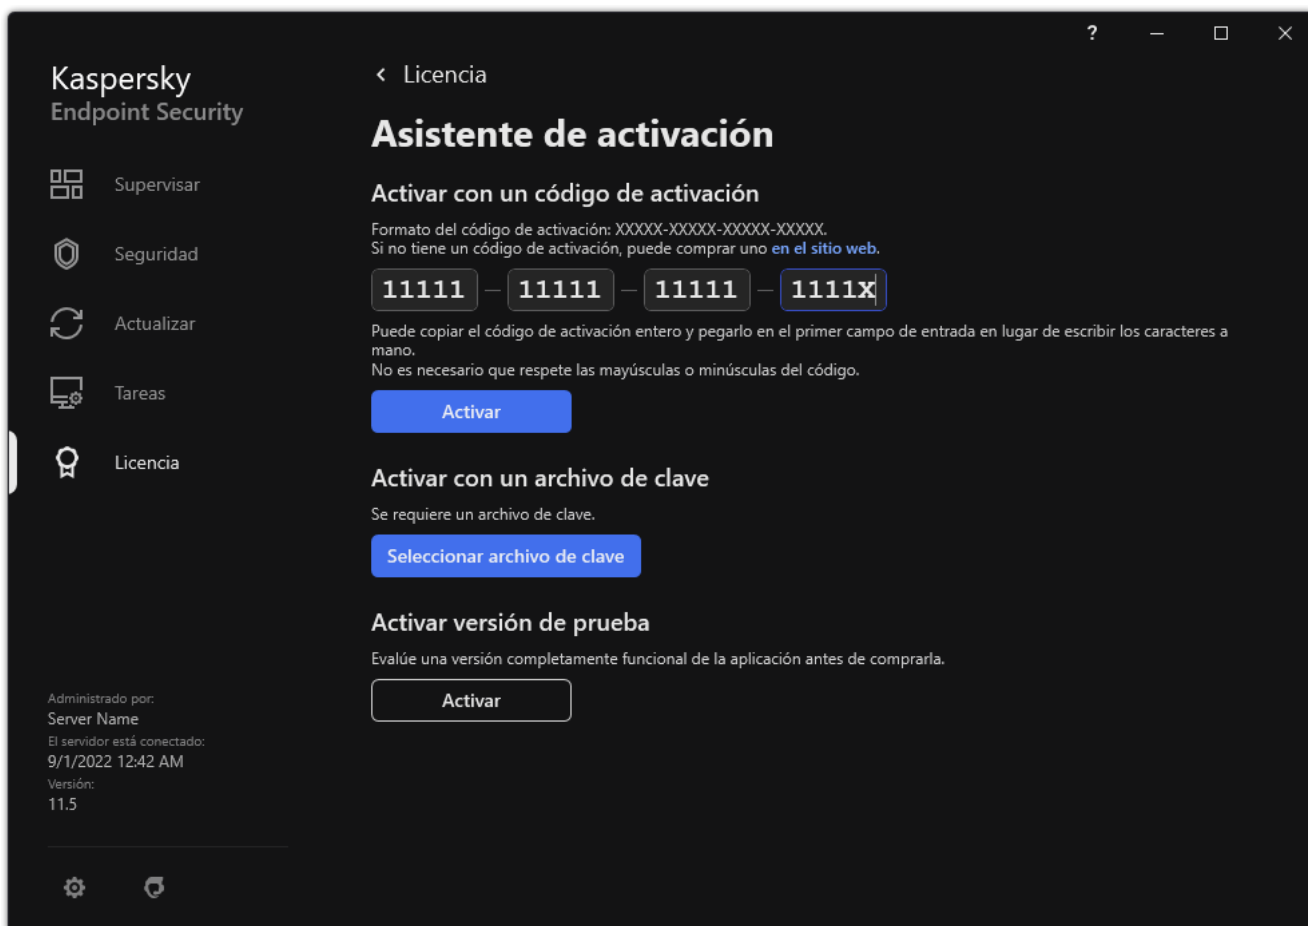 ?
Kaspersky
Endpoint Security
Supervisar
Seguridad
Actualizar
Tareas
Licencia
Administrado por:
Server Name
El servidor está conectado:
9/1/2022 12:42 AM
Versión:
11.5
Licencia
Asistente de activación
Activar con un código de activación
Formato del código de activación: XXXXX-XXXXX-XXXXX-XXXXX.
Si no tiene un código de activación, puede comprar uno en el sitio web.
11111 — 11111 — 11111 — 1111X
Puede copiar el código de activación entero y pegarlo en el primer campo de entrada en lugar de escribir los caracteres a
mano.
No es necesario que respete las mayúsculas o minúsculas del código.
Activar
Activar con un archivo de clave
Se requiere un archivo de clave.
Seleccionar archivo de clave
Activar versión de prueba
Evalúe una versión completamente funcional de la aplicación antes de comprarla.
Activar